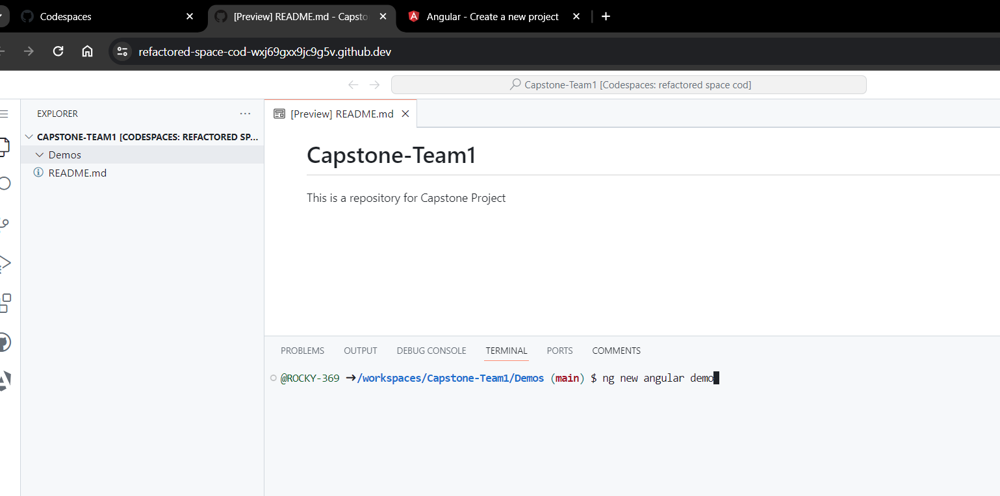 Codespaces
[Preview] README.md - Capsto
Angular - Create a new project
refactored-space-cod-wxj69gxx9jc9g5v.github.dev
Capstone-Team1 [Codespaces: refactored space cod]
EXPLORER
[Preview] README.md
CAPSTONE-TEAM1 [CODESPACES: REFACTORED SP...
Demos
README.md
Capstone-Team1
This is a repository for Capstone Project
PROBLEMS OUTPUT DEBUG CONSOLE TERMINAL PORTS COMMENTS
@ROCKY-369 →/workspaces/Capstone-Team1/Demos (main) $ ng new angular demo